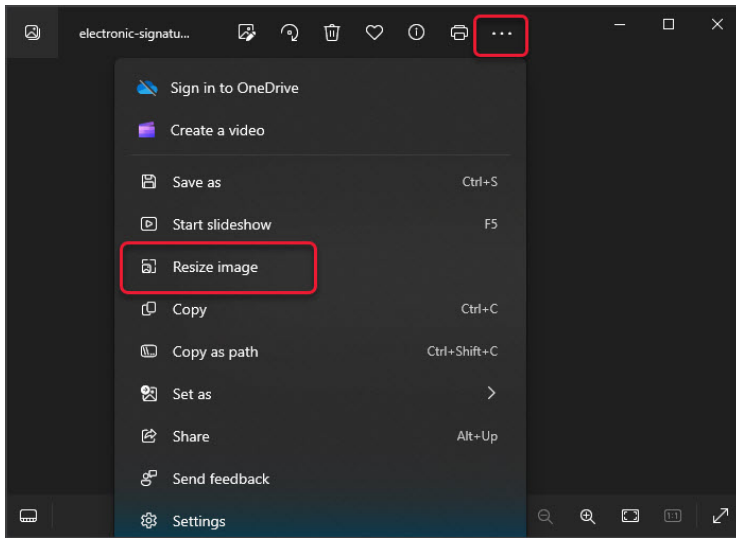 electronic-signatu...
Sign in to OneDrive
Create a video
Save as Ctrl+S
Start slideshow F5
Resize image
Copy Ctrl+C
Copy as path Ctrl+Shift+C
Set as
Share Alt+Up
Send feedback
Settings
1:1